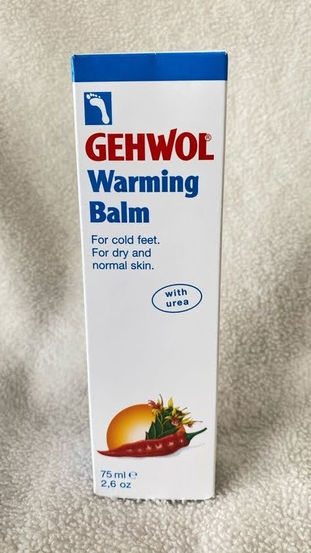 GEHWOL®
Warming
Balm
For cold feet.
For dry and
normal skin.
with
urea
75 ml ℮
2,6 oz